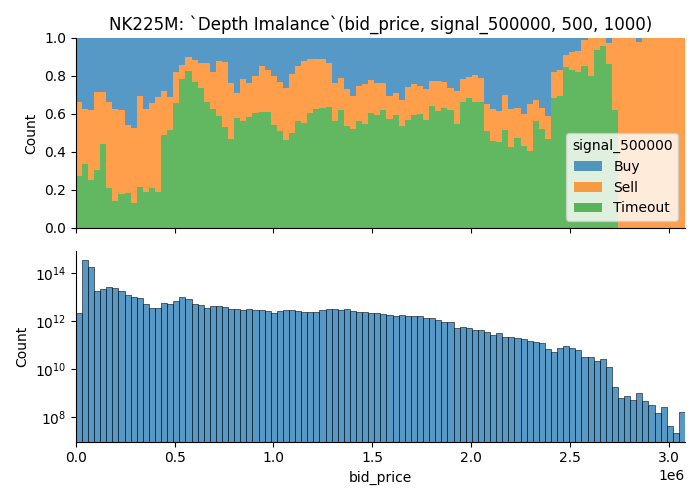 NK225M: `Depth Imalance`(bid_price, signal_500000, 500, 1000)
1.0
0.8
0.6
0.4
0.2
0.0
Count
signal_500000
Buy
Sell
Timeout
10^14
10^12
10^10
10^8
Count
0.0 0.5 1.0 1.5 2.0 2.5 3.0
1e6
bid_price